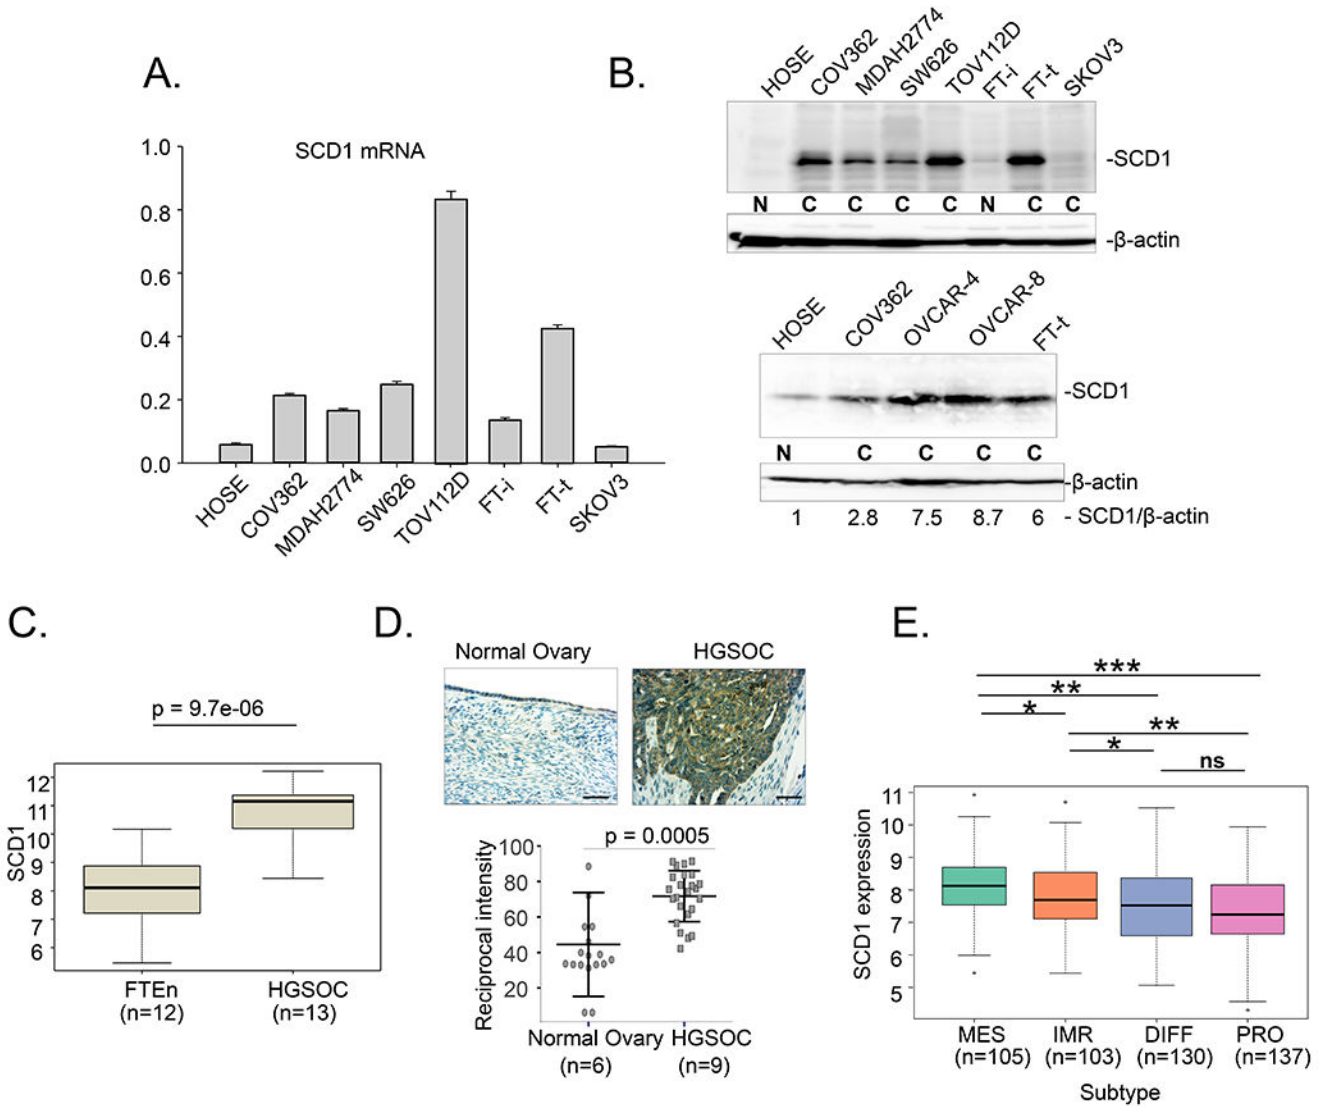 A.
SCD1 mRNA
1.0
0.8
0.6
0.4
0.2
0.0
HOSE
COV362
MDAH2774
SW626
TOV112D
FT-i
FT-t
SKOV3
B.
HOSE
COV362
MDAH2774
SW626
TOV112D
FT-i
FT-t
SKOV3
-SCD1
N C C C C N C C
-β-actin
HOSE
COV362
OVCAR-4
OVCAR-8
FT-t
-SCD1
N C C C C
-β-actin
1 2.8 7.5 8.7 6 - SCD1/β-actin
C.
p = 9.7e-06
SCD1
12
11
10
9
8
7
6
FTEn HGSOC
(n=12) (n=13)
D.
Normal Ovary HGSOC
p = 0.0005
Reciprocal intensity
100
80
60
40
20
Normal Ovary HGSOC
(n=6) (n=9)
E.
***
**
*
**
*
ns
SCD1 expression
11
10
9
8
7
6
5
MES IMR DIFF PRO
(n=105) (n=103) (n=130) (n=137)
Subtype